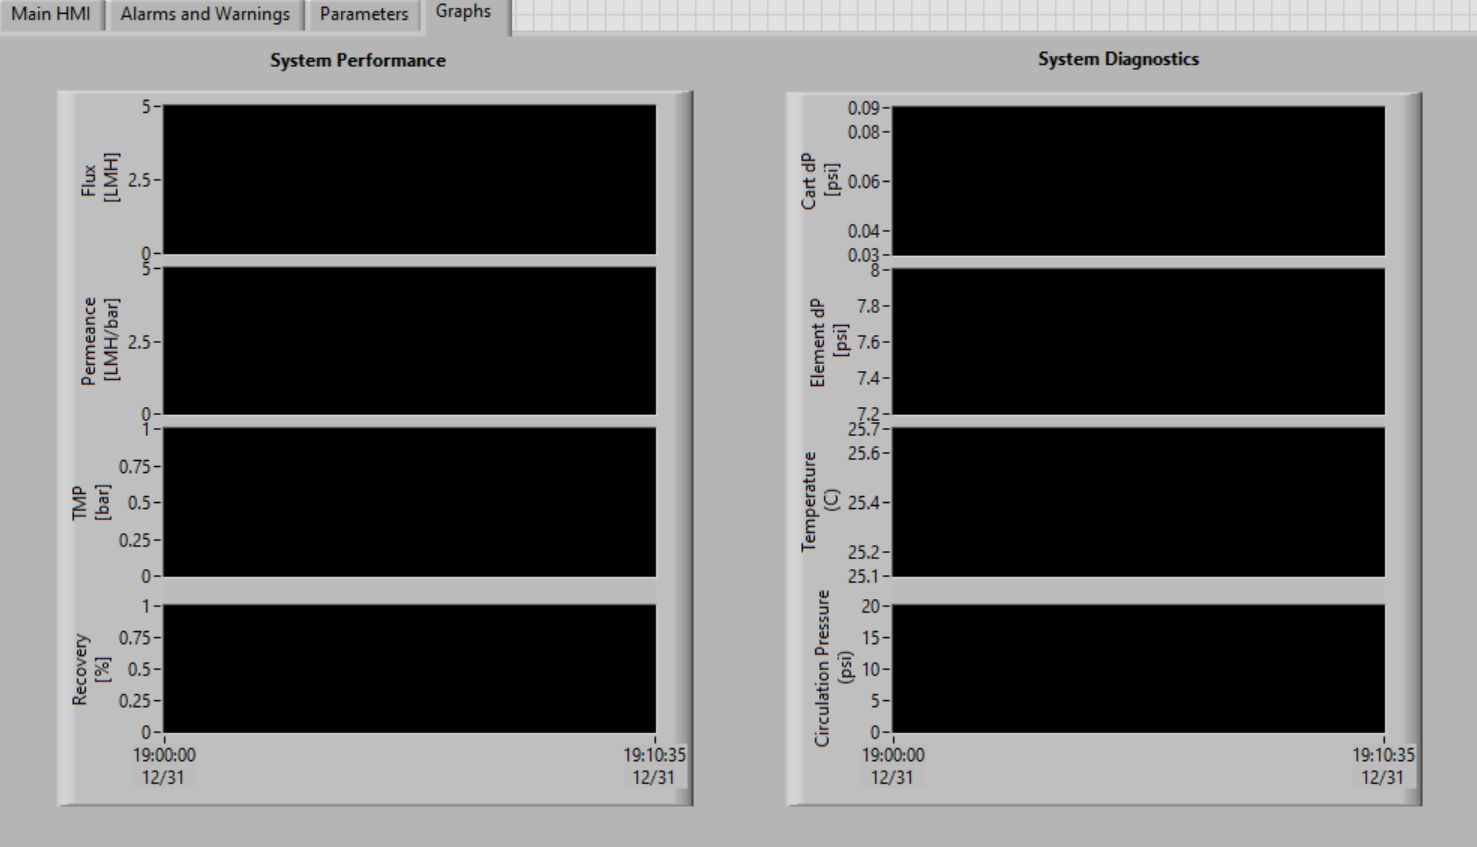 Main HMI
Alarms and Warnings
Parameters
Graphs
System Performance
5
2.5
0
Flux
[LMH]
5
2.5
0
Permeance
[LMH/bar]
1
0.75
0.5
0.25
0
TMP
[bar]
1
0.75
0.5
0.25
0
Recovery
[%]
19:00:00
12/31
19:10:35
12/31
System Diagnostics
0.09
0.08
0.06
0.04
0.03
Cart dP
[psi]
8
7.8
7.6
7.4
7.2
Element dP
[psi]
25.7
25.6
25.4
25.2
25.1
Temperature
(C)
20
15
10
5
0
Circulation Pressure
(psi)
19:00:00
12/31
19:10:35
12/31